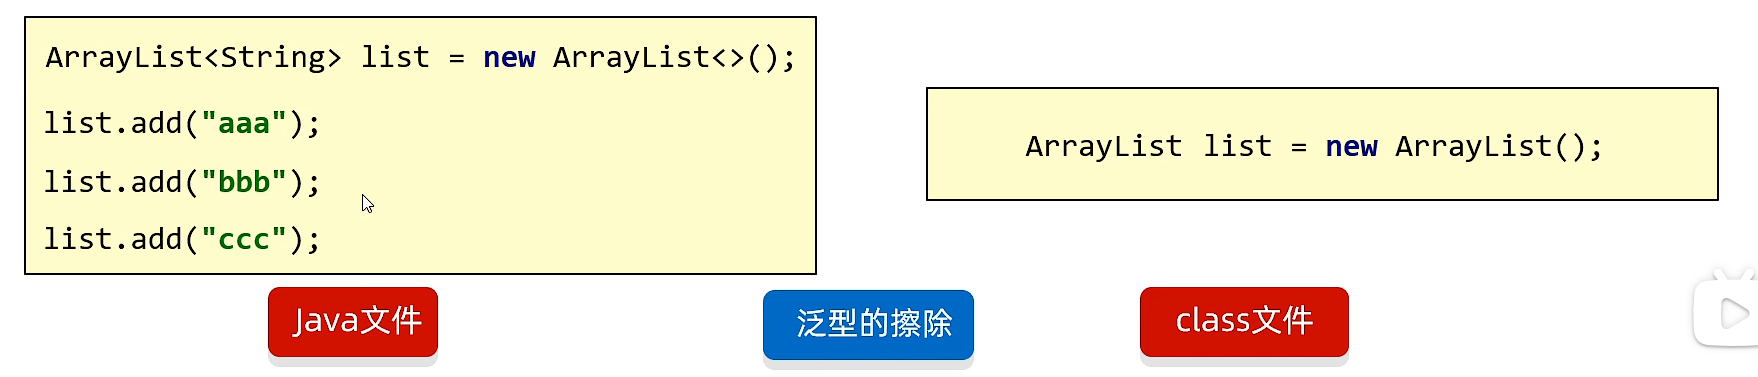 ArrayList<String> list = new ArrayList<>();
list.add("aaa");
list.add("bbb");
list.add("ccc");
ArrayList list = new ArrayList();
Java文件
泛型的擦除
class文件